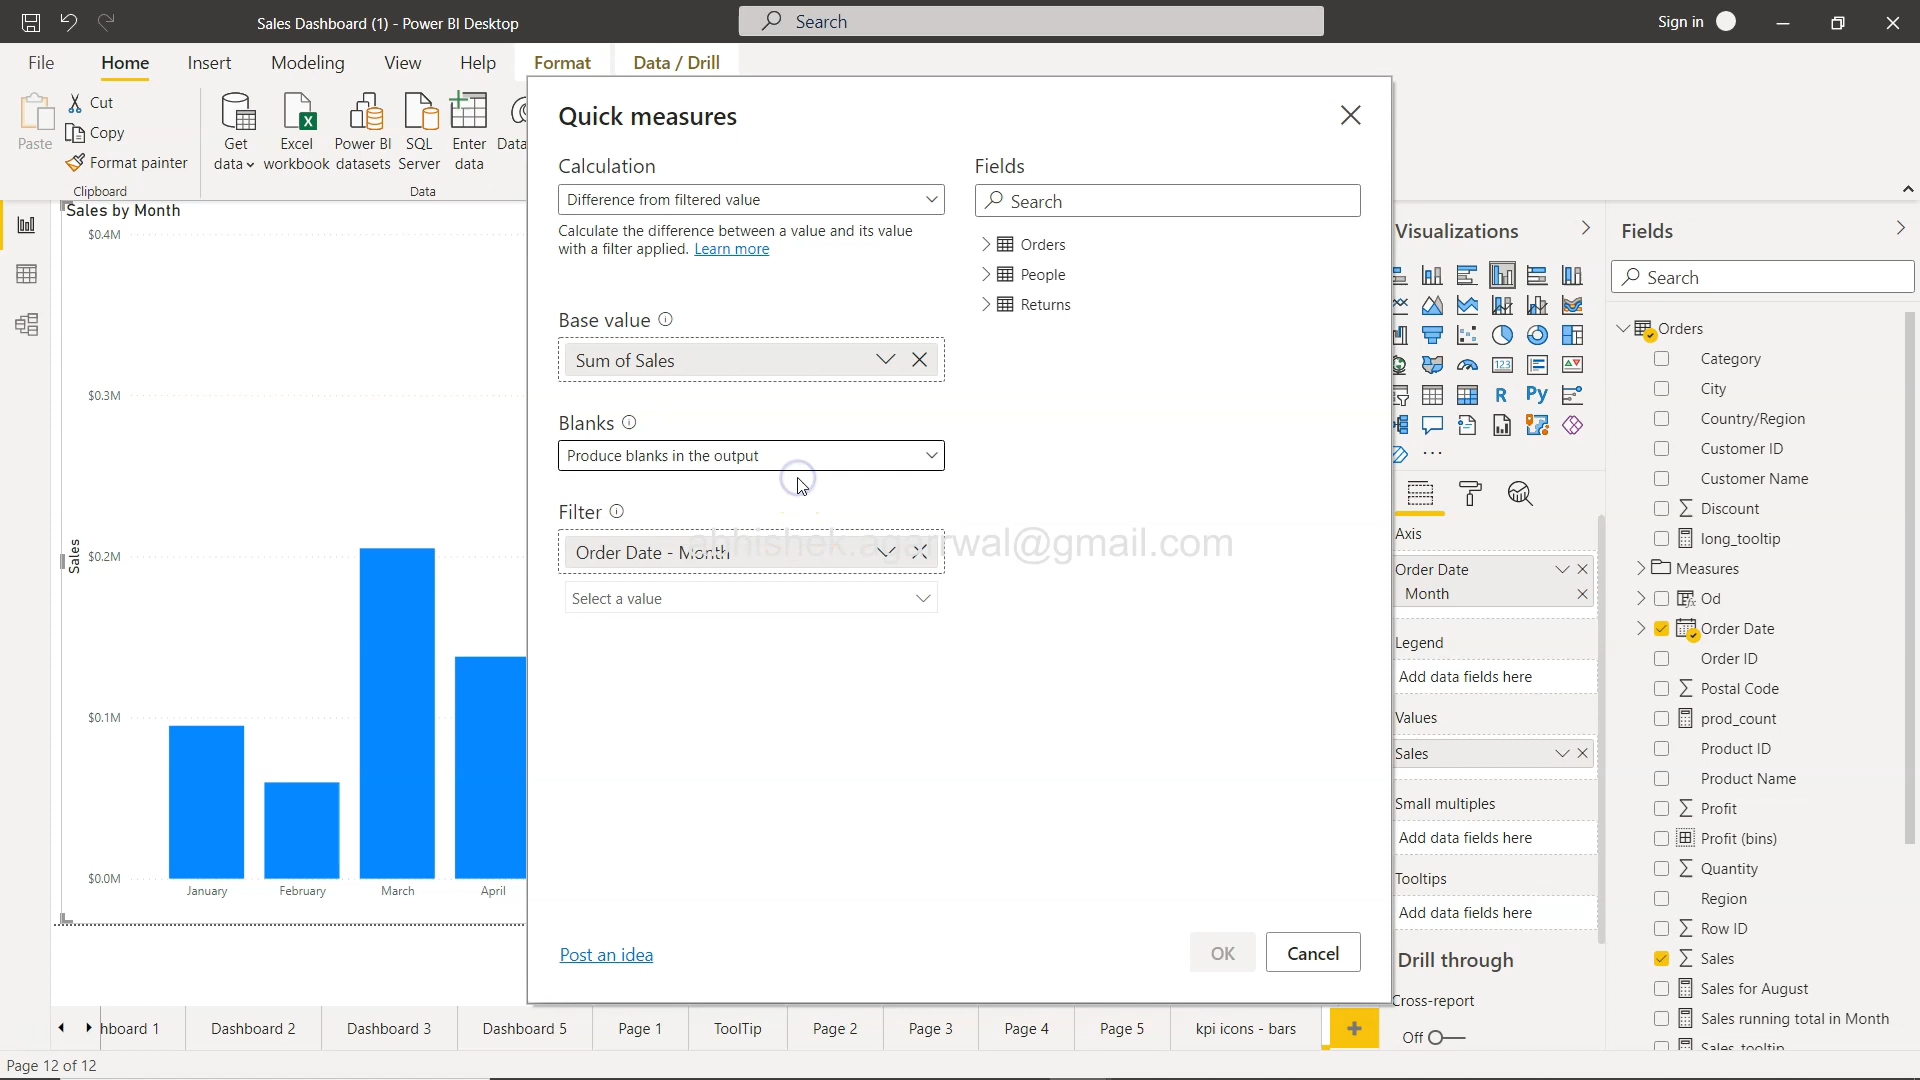 Sales Dashboard (1) - Power BI Desktop
Search
Sign in
File
Home
Insert
Modeling
View
Help
Format
Data / Drill
Paste
Cut
Copy
Format painter
Clipboard
Get data
Excel workbook
Power BI datasets
SQL Server
Enter data
Data
Sales by Month
$0.4M
$0.3M
$0.2M
$0.1M
$0.0M
Sales
January
February
March
April
Quick measures
Calculation
Difference from filtered value
Calculate the difference between a value and its value
with a filter applied. Learn more
Base value
Sum of Sales
Blanks
Produce blanks in the output
Filter
Order Date - Month
Select a value
abhishek.agarrwal@gmail.com
Fields
Search
Orders
People
Returns
Post an idea
OK
Cancel
Visualizations
R
Py
123
Axis
Order Date
Month
Legend
Add data fields here
Values
Sales
Small multiples
Add data fields here
Tooltips
Add data fields here
Drill through
Cross-report
Off
Fields
Search
Orders
Category
City
Country/Region
Customer ID
Customer Name
Discount
long_tooltip
Measures
Od
Order Date
Order ID
Postal Code
prod_count
Product ID
Product Name
Profit
Profit (bins)
Quantity
Region
Row ID
Sales
Sales for August
Sales running total in Month
Sales_tooltip
hboard 1
Dashboard 2
Dashboard 3
Dashboard 5
Page 1
ToolTip
Page 2
Page 3
Page 4
Page 5
kpi icons - bars
Page 12 of 12